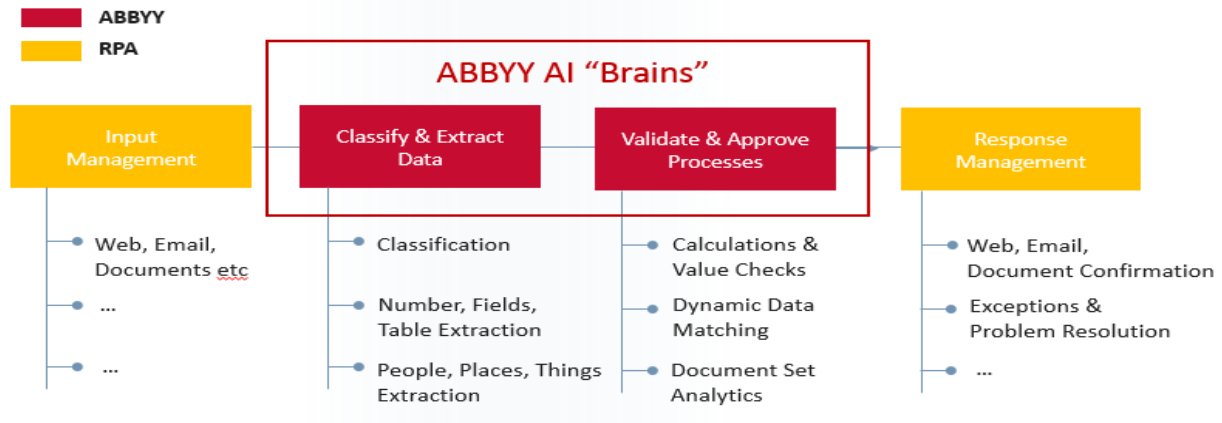 ABBYY
RPA
ABBYY AI “Brains”
Input
Management
Classify & Extract
Data
Validate & Approve
Processes
Response
Management
Web, Email,
Documents etc
...
...
Classification
Number, Fields,
Table Extraction
People, Places, Things
Extraction
Calculations &
Value Checks
Dynamic Data
Matching
Document Set
Analytics
Web, Email,
Document Confirmation
Exceptions &
Problem Resolution
...